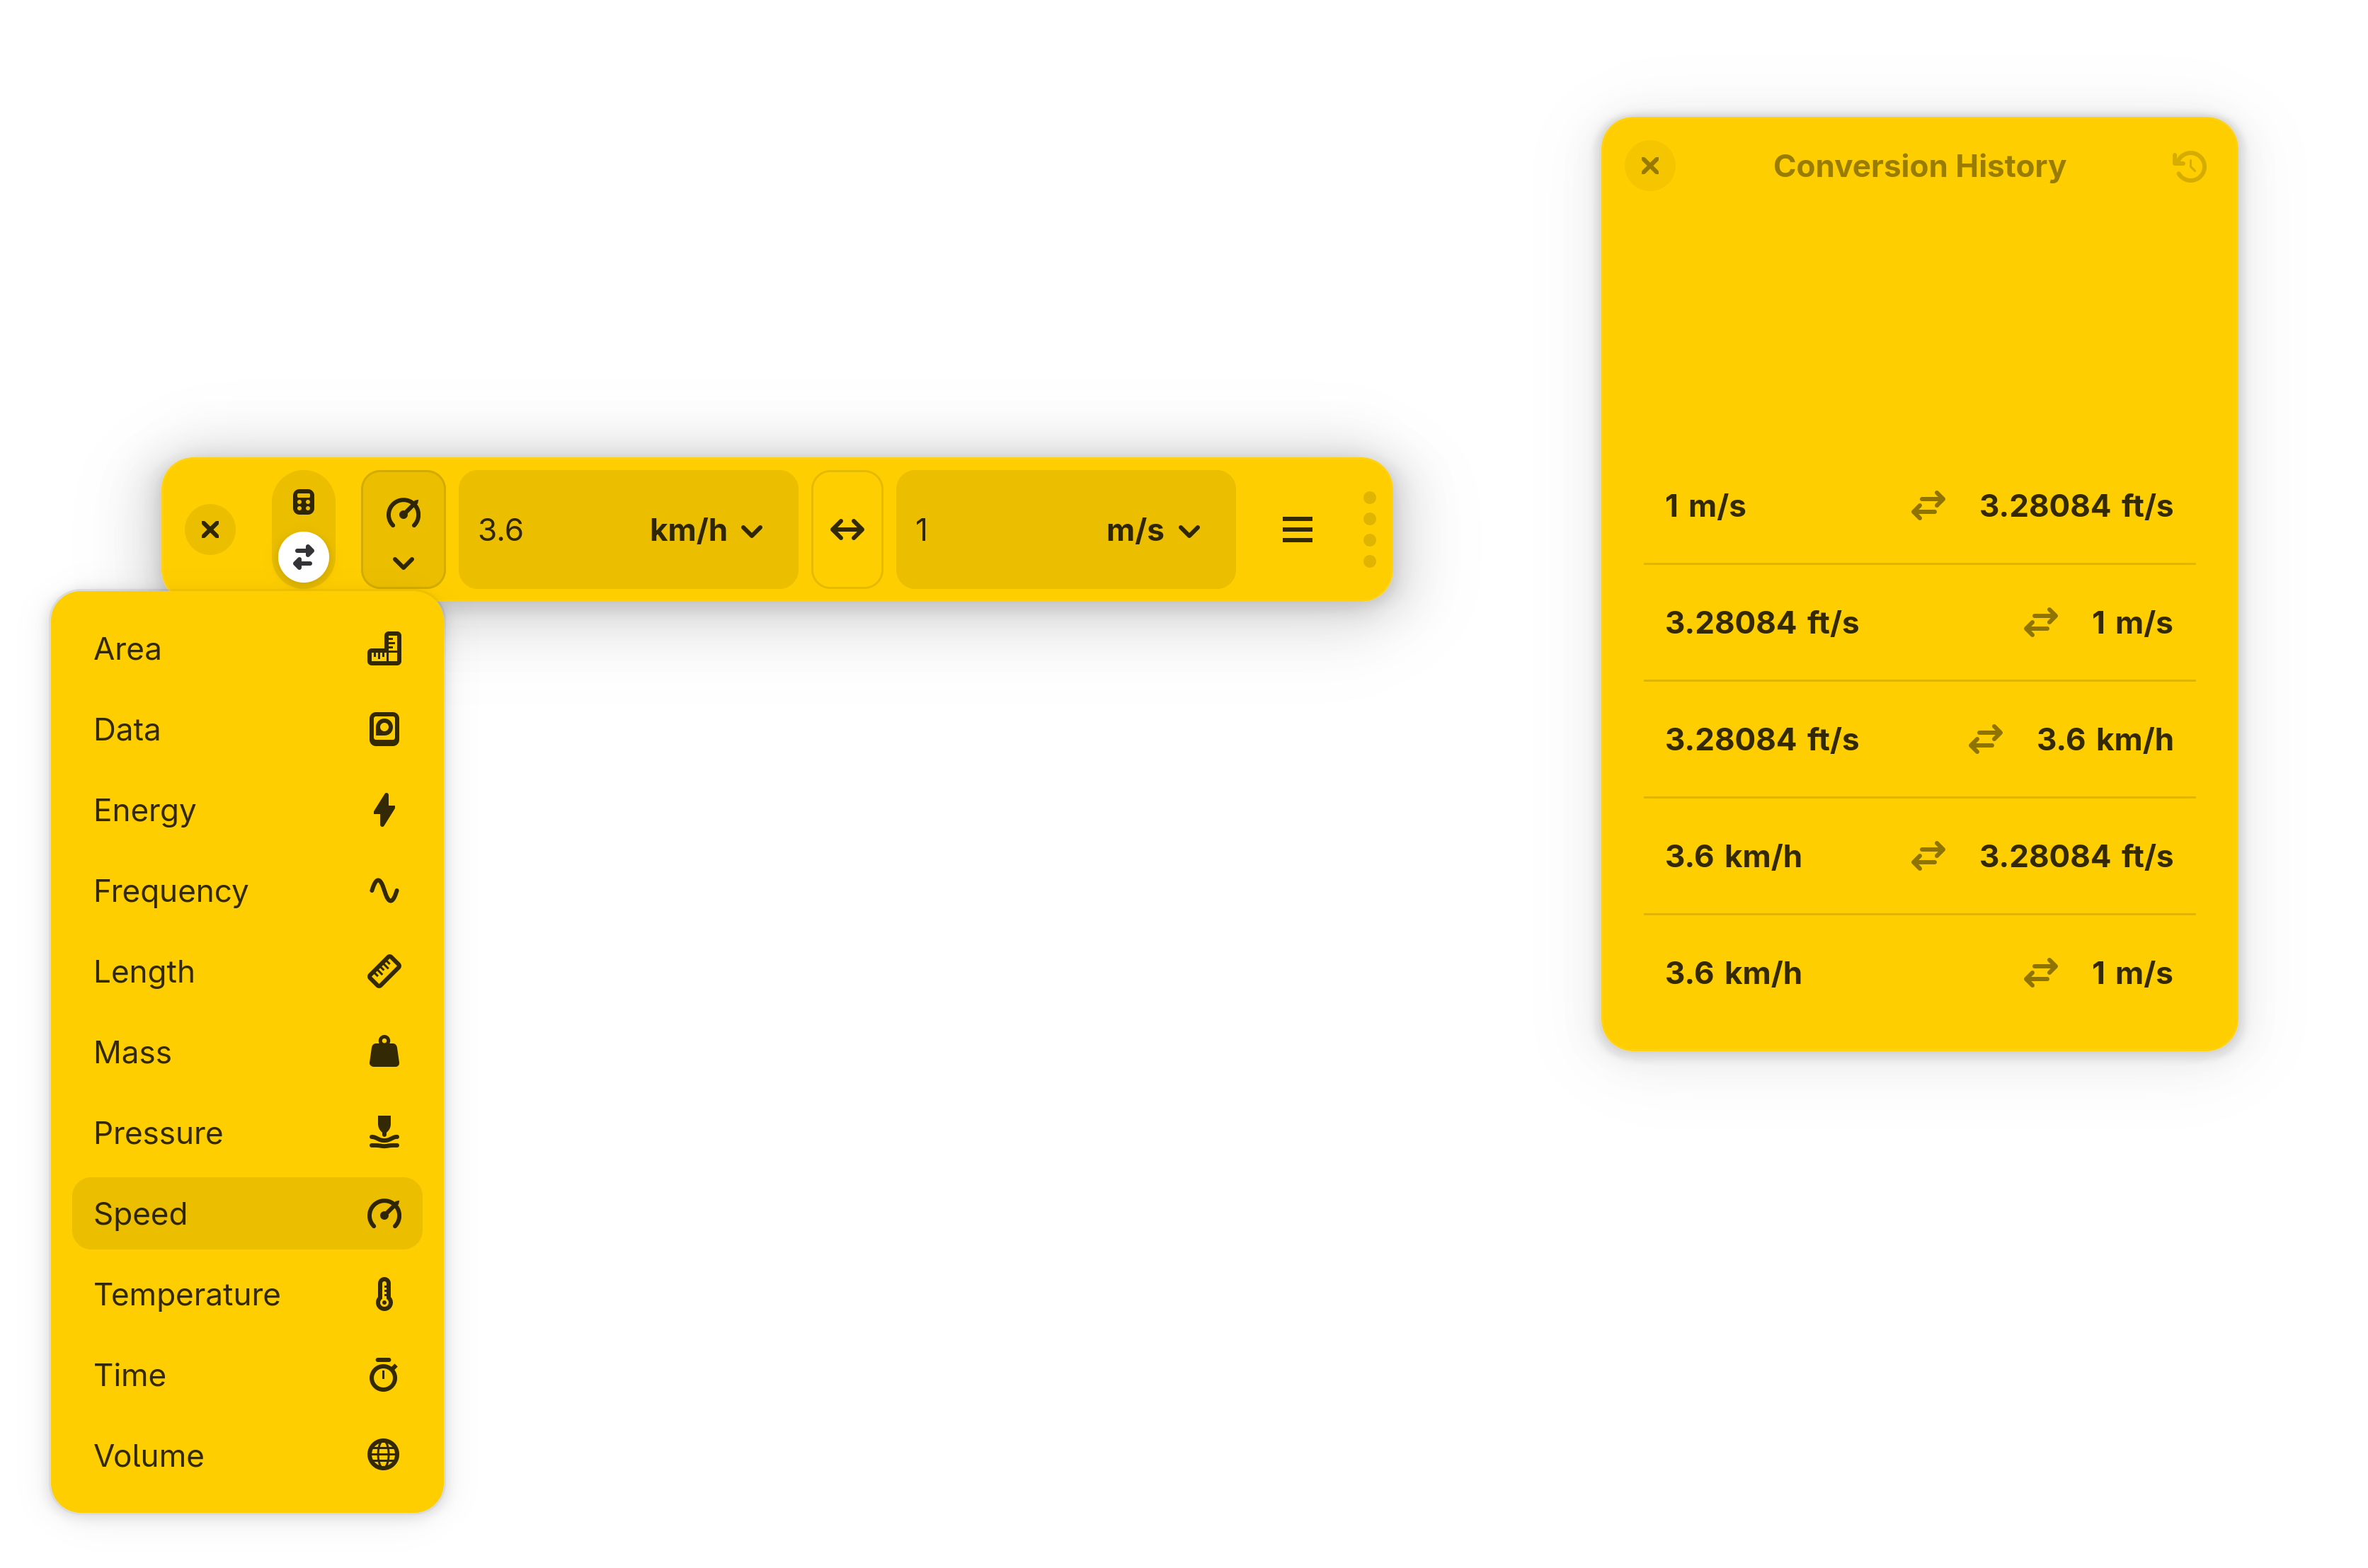 3.6 km/h 1 m/s
Area
Data
Energy
Frequency
Length
Mass
Pressure
Speed
Temperature
Time
Volume
Conversion History
1 m/s 3.28084 ft/s
3.28084 ft/s 1 m/s
3.28084 ft/s 3.6 km/h
3.6 km/h 3.28084 ft/s
3.6 km/h 1 m/s